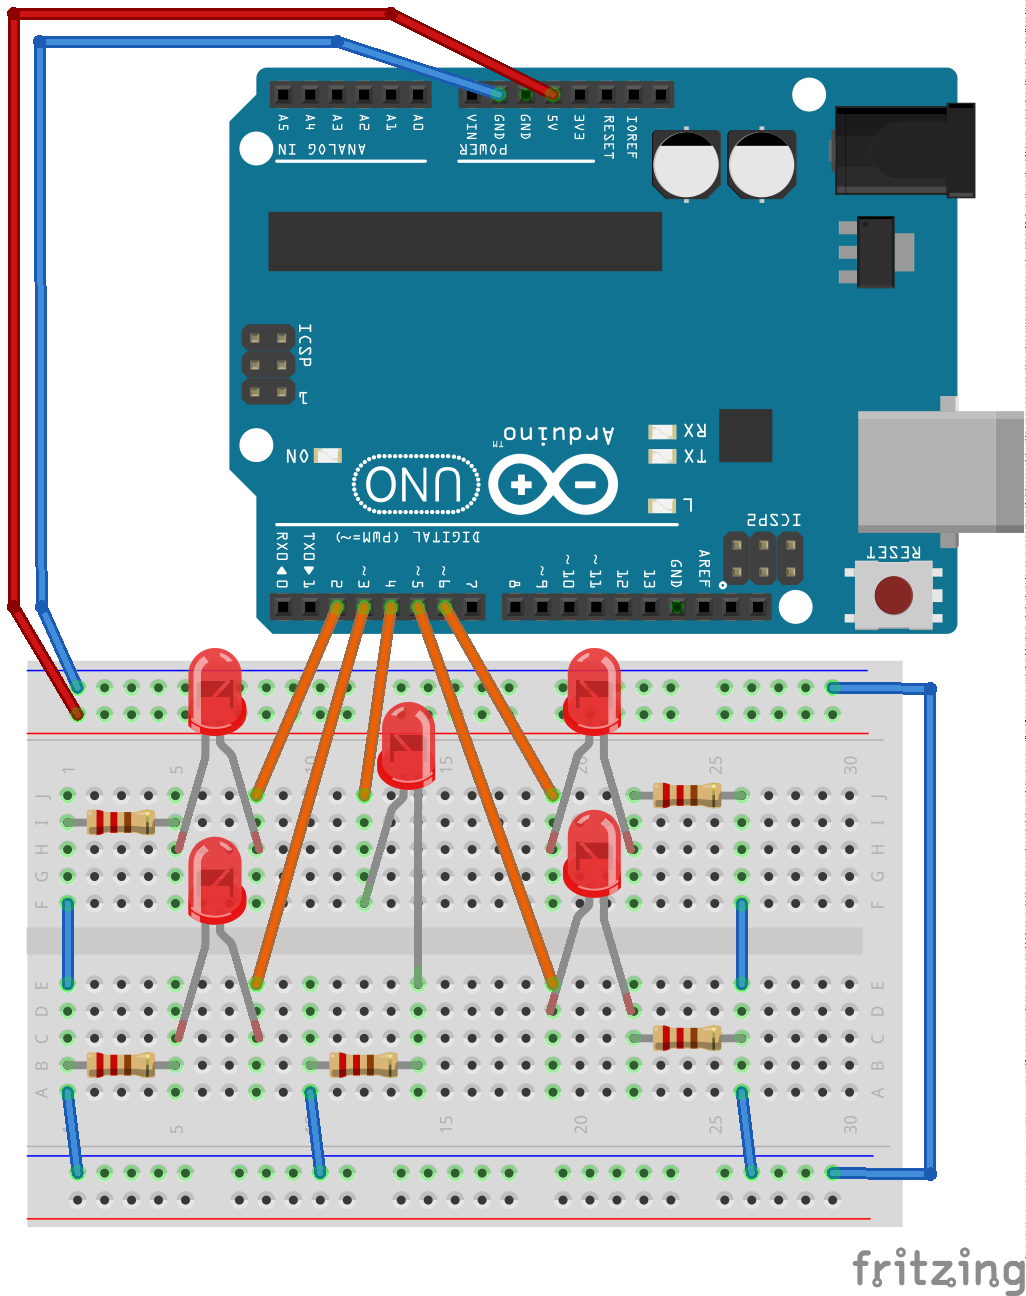 A5 A4 A3 A2 A1 A0 VIN GND GND 5V 3V3 RESET IOREF
ANALOG IN POWER
ICSP
1
Arduino™
RX
TX
ON
UNO
L
ICSP2
DIGITAL (PWM=~)
RESET
RX0◄0 TX0►1 2 ~3 4 ~5 ~6 7 8 ~9 ~10 ~11 12 13 GND AREF
1 5 10 15 20 25 30
J J
I I
H H
G G
F F
E E
D D
C C
B B
A A
1 5 10 15 20 25 30
fritzing